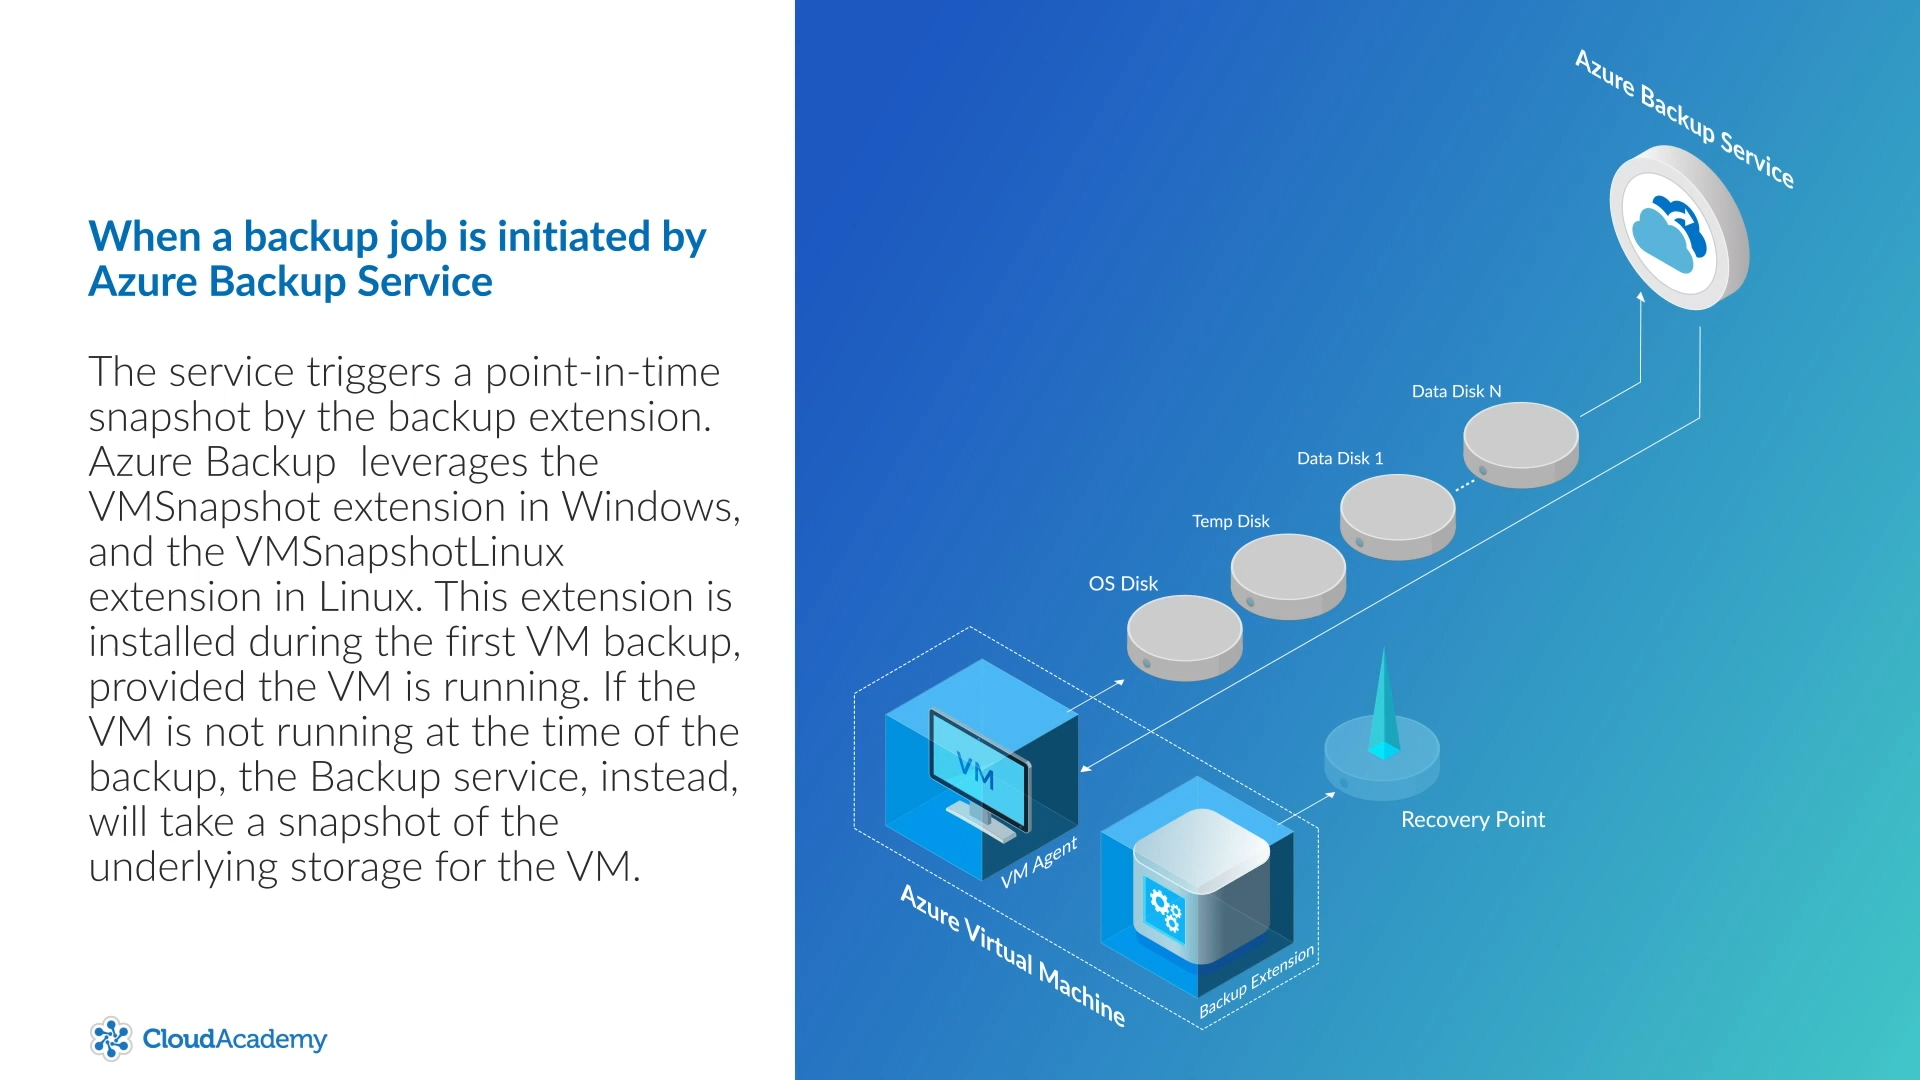 When a backup job is initiated by
Azure Backup Service
The service triggers a point-in-time
snapshot by the backup extension.
Azure Backup  leverages the
VMSnapshot extension in Windows,
and the VMSnapshotLinux
extension in Linux. This extension is
installed during the first VM backup,
provided the VM is running. If the
VM is not running at the time of the
backup, the Backup service, instead,
will take a snapshot of the
underlying storage for the VM.
CloudAcademy
Azure Backup Service
Data Disk N
Data Disk 1
Temp Disk
OS Disk
VM
VM Agent
Recovery Point
Azure Virtual Machine
Backup Extension